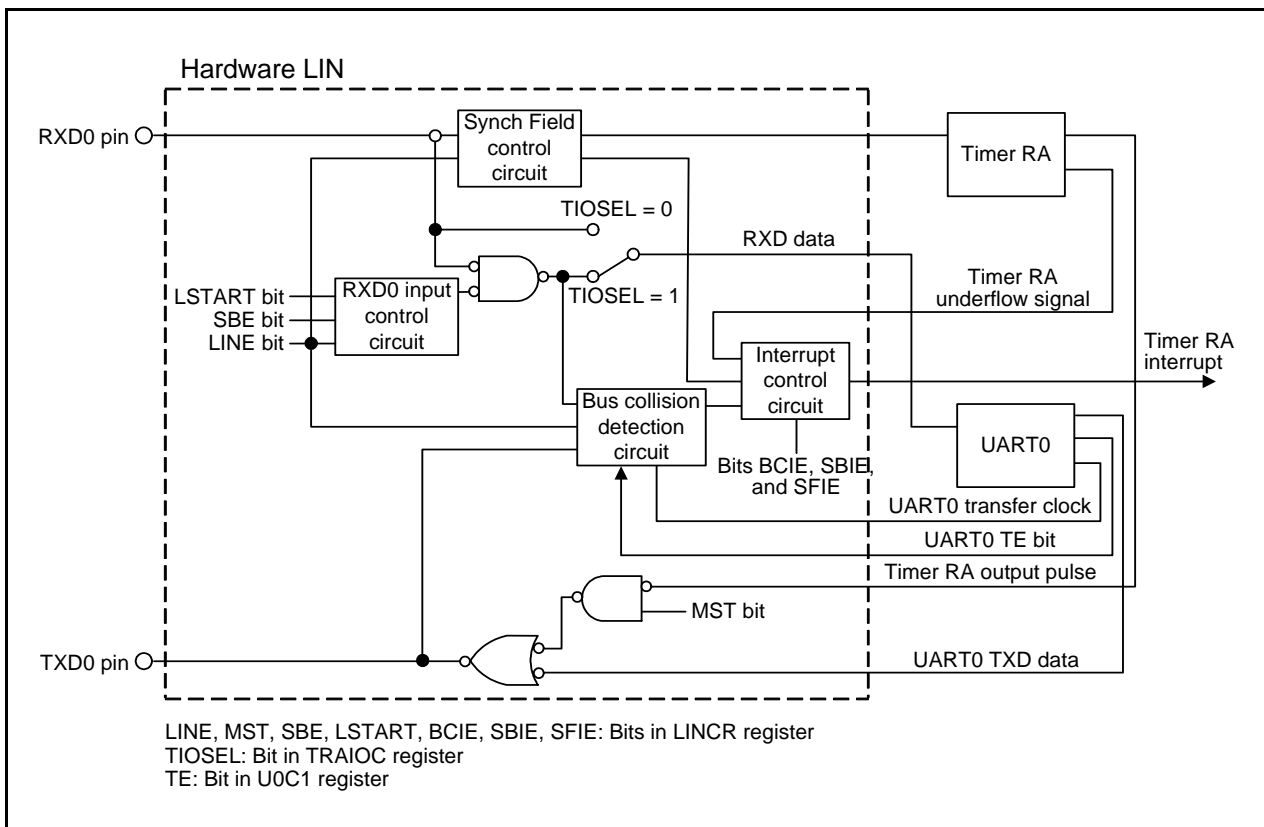 Hardware LIN
RXD0 pin
Synch Field
control
circuit
Timer RA
TIOSEL = 0
RXD data
TIOSEL = 1
LSTART bit
SBE bit
LINE bit
RXD0 input
control
circuit
Timer RA
underflow signal
Interrupt
control
circuit
Timer RA
interrupt
Bus collision
detection
circuit
Bits BCIE, SBIE,
and SFIE
UART0
UART0 transfer clock
UART0 TE bit
Timer RA output pulse
MST bit
TXD0 pin
UART0 TXD data
LINE, MST, SBE, LSTART, BCIE, SBIE, SFIE: Bits in LINCR register
TIOSEL: Bit in TRAIOC register
TE: Bit in U0C1 register